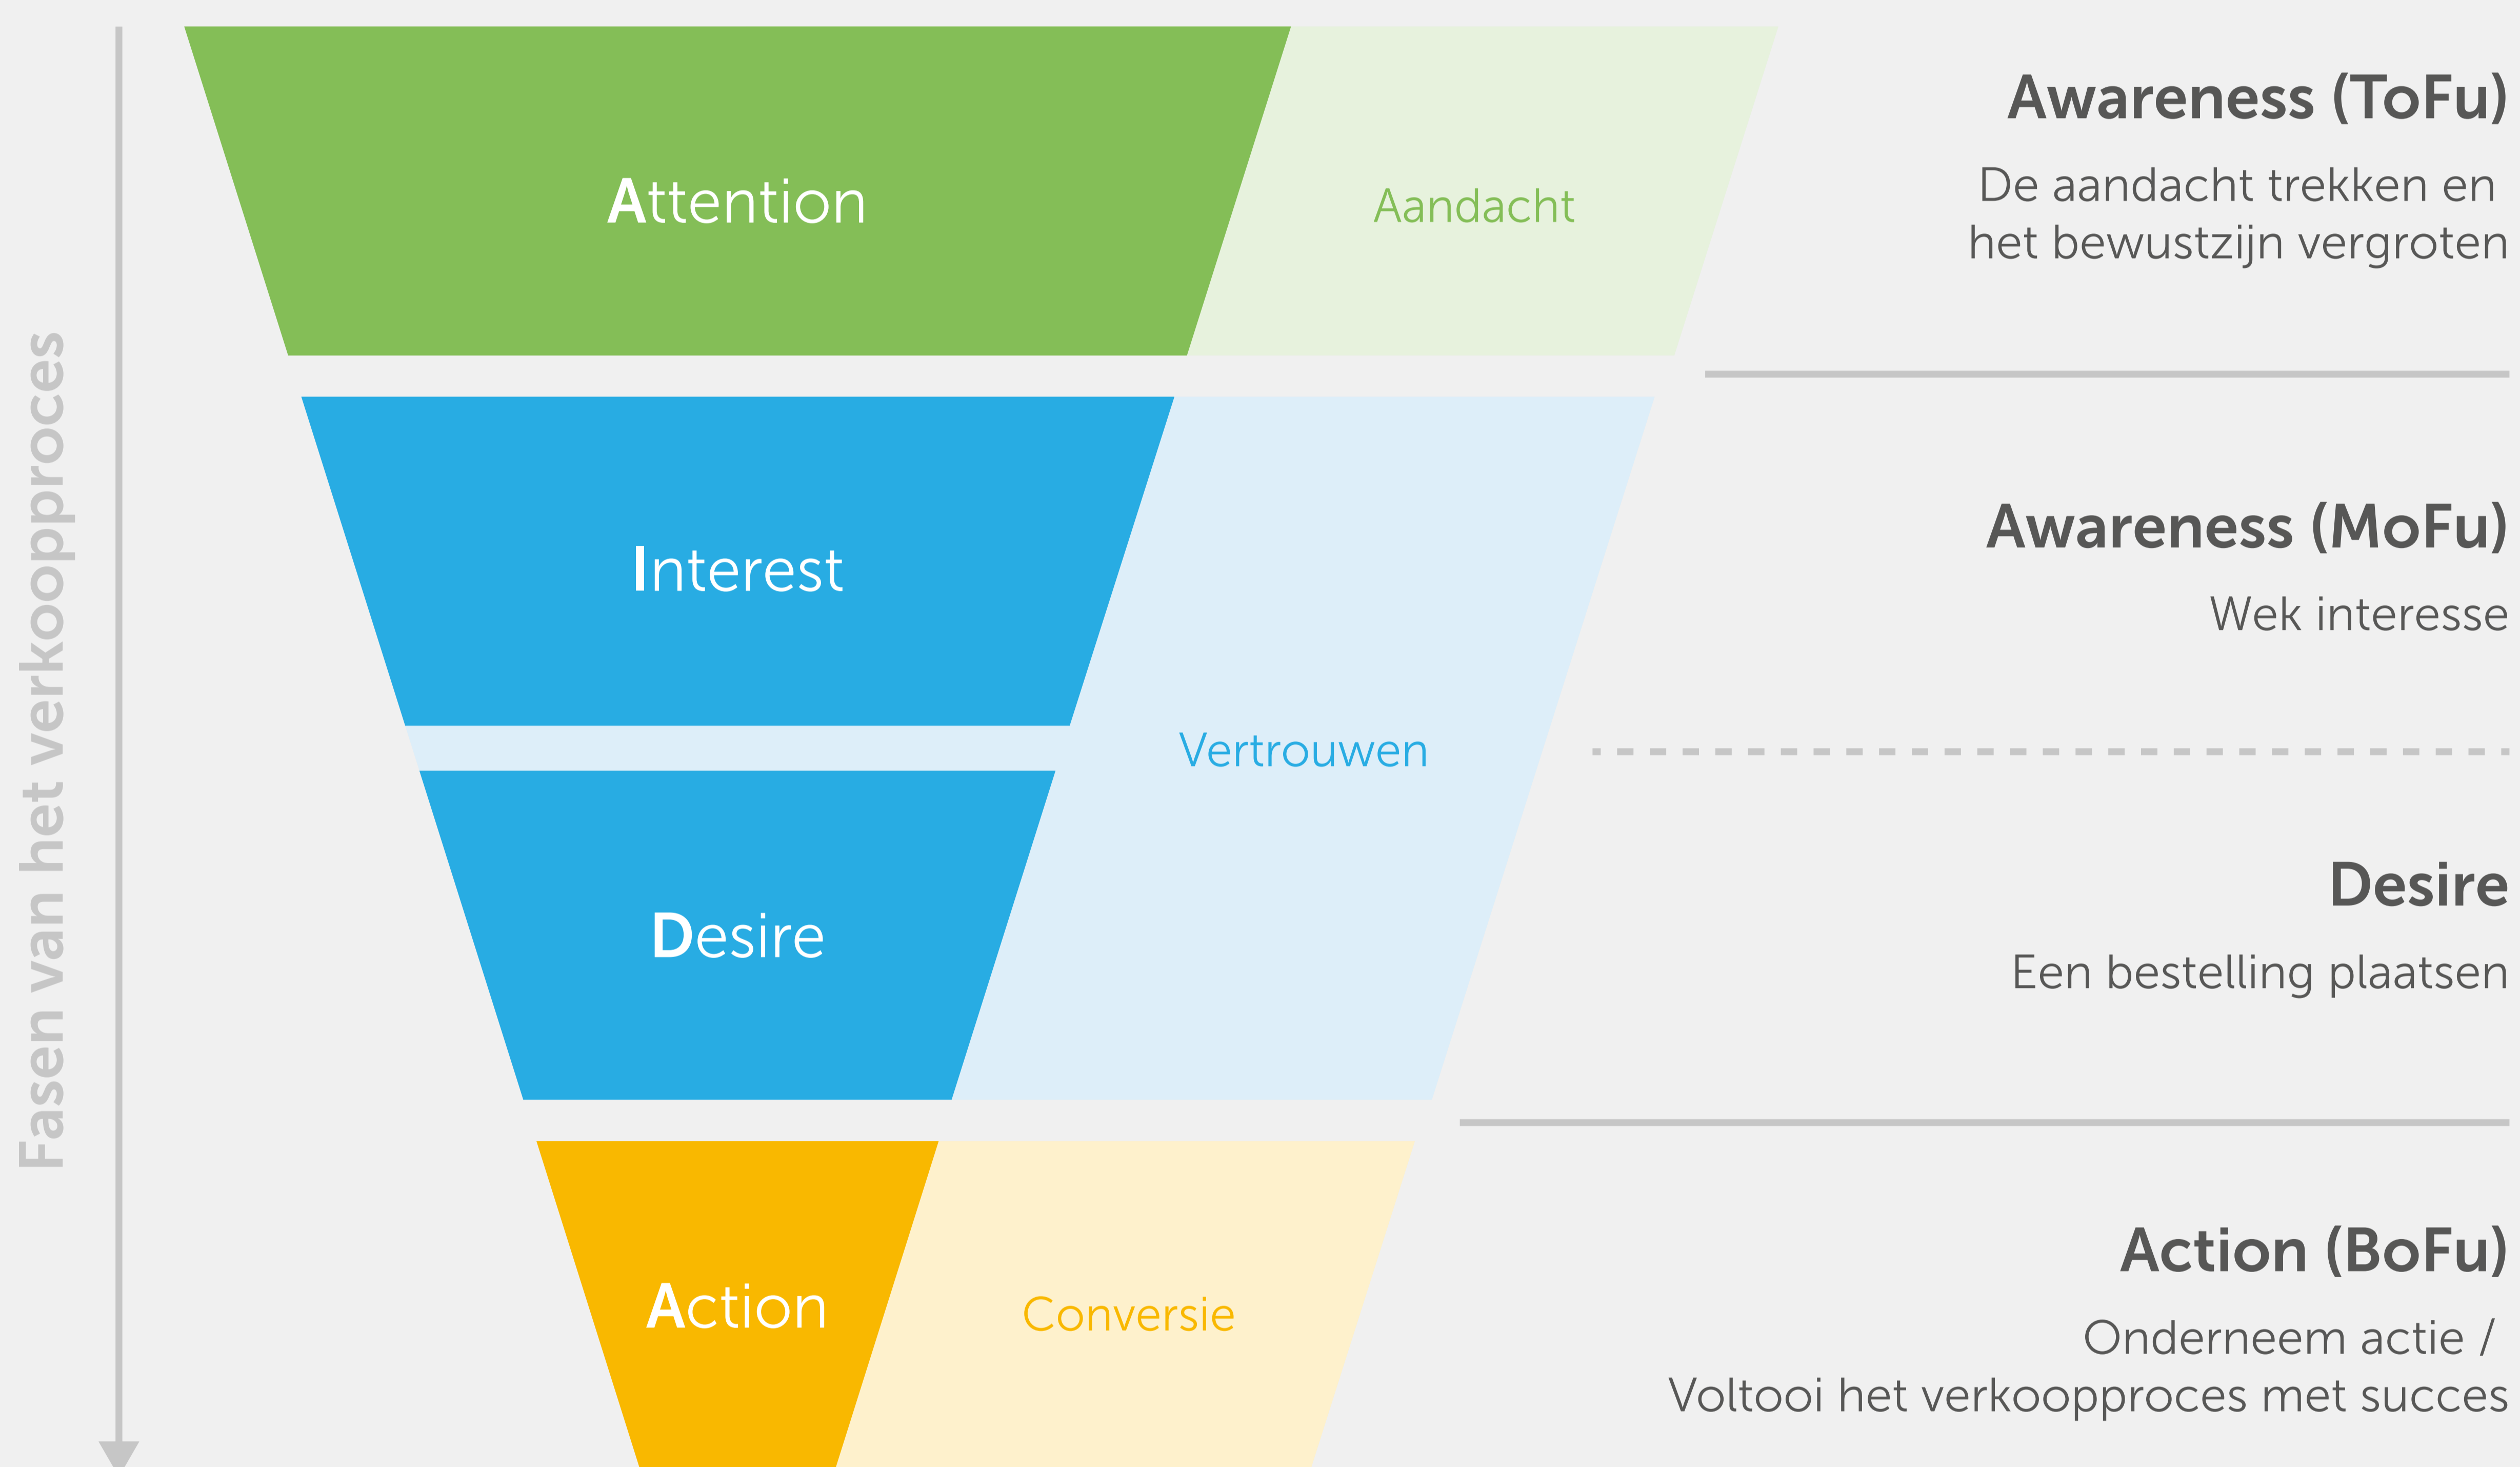 Fasen van het verkoopproces
Attention
Aandacht
Awareness (ToFu)
De aandacht trekken en
het bewustzijn vergroten
Interest
Awareness (MoFu)
Wek interesse
Vertrouwen
Desire
Desire
Een bestelling plaatsen
Action
Conversie
Action (BoFu)
Onderneem actie /
Voltooi het verkoopproces met succes